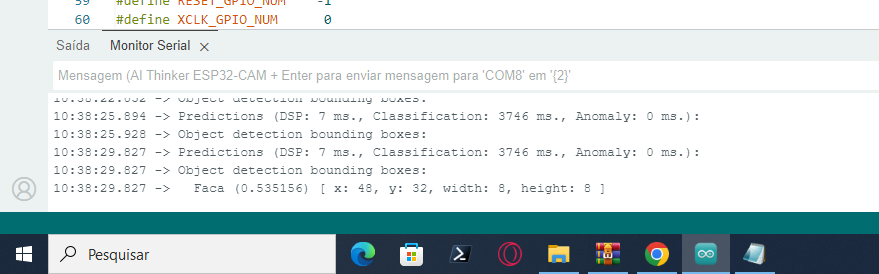 59 #define RESET_GPIO_NUM -1
60 #define XCLK_GPIO_NUM 0
Saída Monitor Serial ×
Mensagem (AI Thinker ESP32-CAM + Enter para enviar mensagem para 'COM8' em '{2}'
10:38:22.032 -> Object detection bounding boxes:
10:38:25.894 -> Predictions (DSP: 7 ms., Classification: 3746 ms., Anomaly: 0 ms.):
10:38:25.928 -> Object detection bounding boxes:
10:38:29.827 -> Predictions (DSP: 7 ms., Classification: 3746 ms., Anomaly: 0 ms.):
10:38:29.827 -> Object detection bounding boxes:
10:38:29.827 -> Faca (0.535156) [ x: 48, y: 32, width: 8, height: 8 ]
Pesquisar